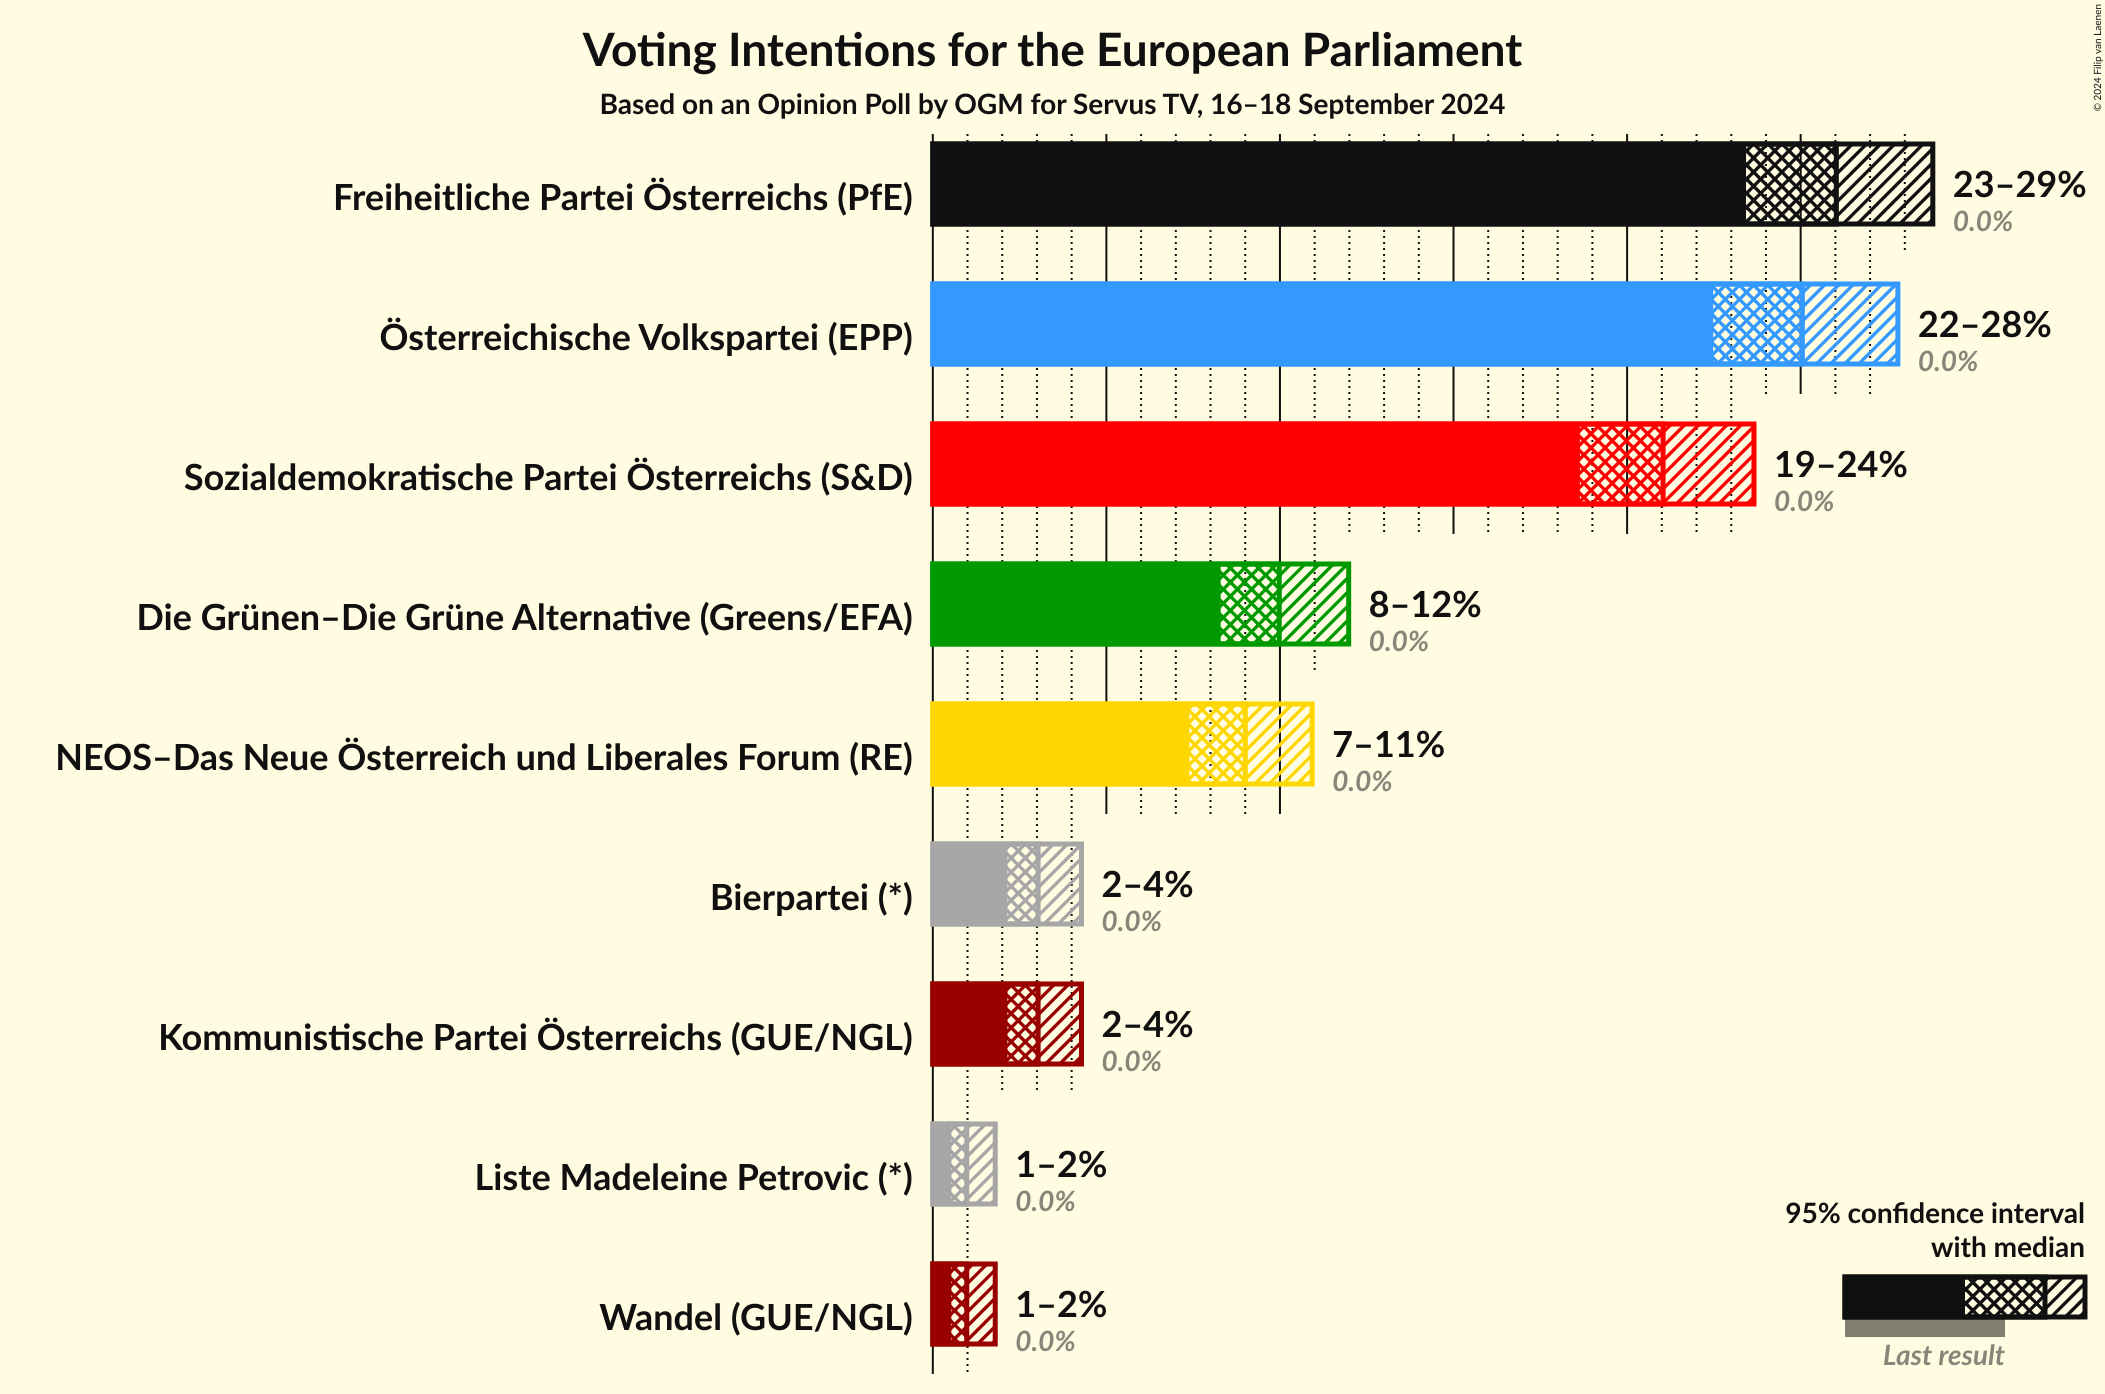 Voting Intentions for the European Parliament
Based on an Opinion Poll by OGM for Servus TV, 16–18 September 2024
© 2024 Filip van Laenen
Freiheitliche Partei Österreichs (PfE)
23–29%
0.0%
Österreichische Volkspartei (EPP)
22–28%
0.0%
Sozialdemokratische Partei Österreichs (S&D)
19–24%
0.0%
Die Grünen–Die Grüne Alternative (Greens/EFA)
8–12%
0.0%
NEOS–Das Neue Österreich und Liberales Forum (RE)
7–11%
0.0%
Bierpartei (*)
2–4%
0.0%
Kommunistische Partei Österreichs (GUE/NGL)
2–4%
0.0%
Liste Madeleine Petrovic (*)
1–2%
0.0%
Wandel (GUE/NGL)
1–2%
0.0%
95% confidence interval
with median
Last result